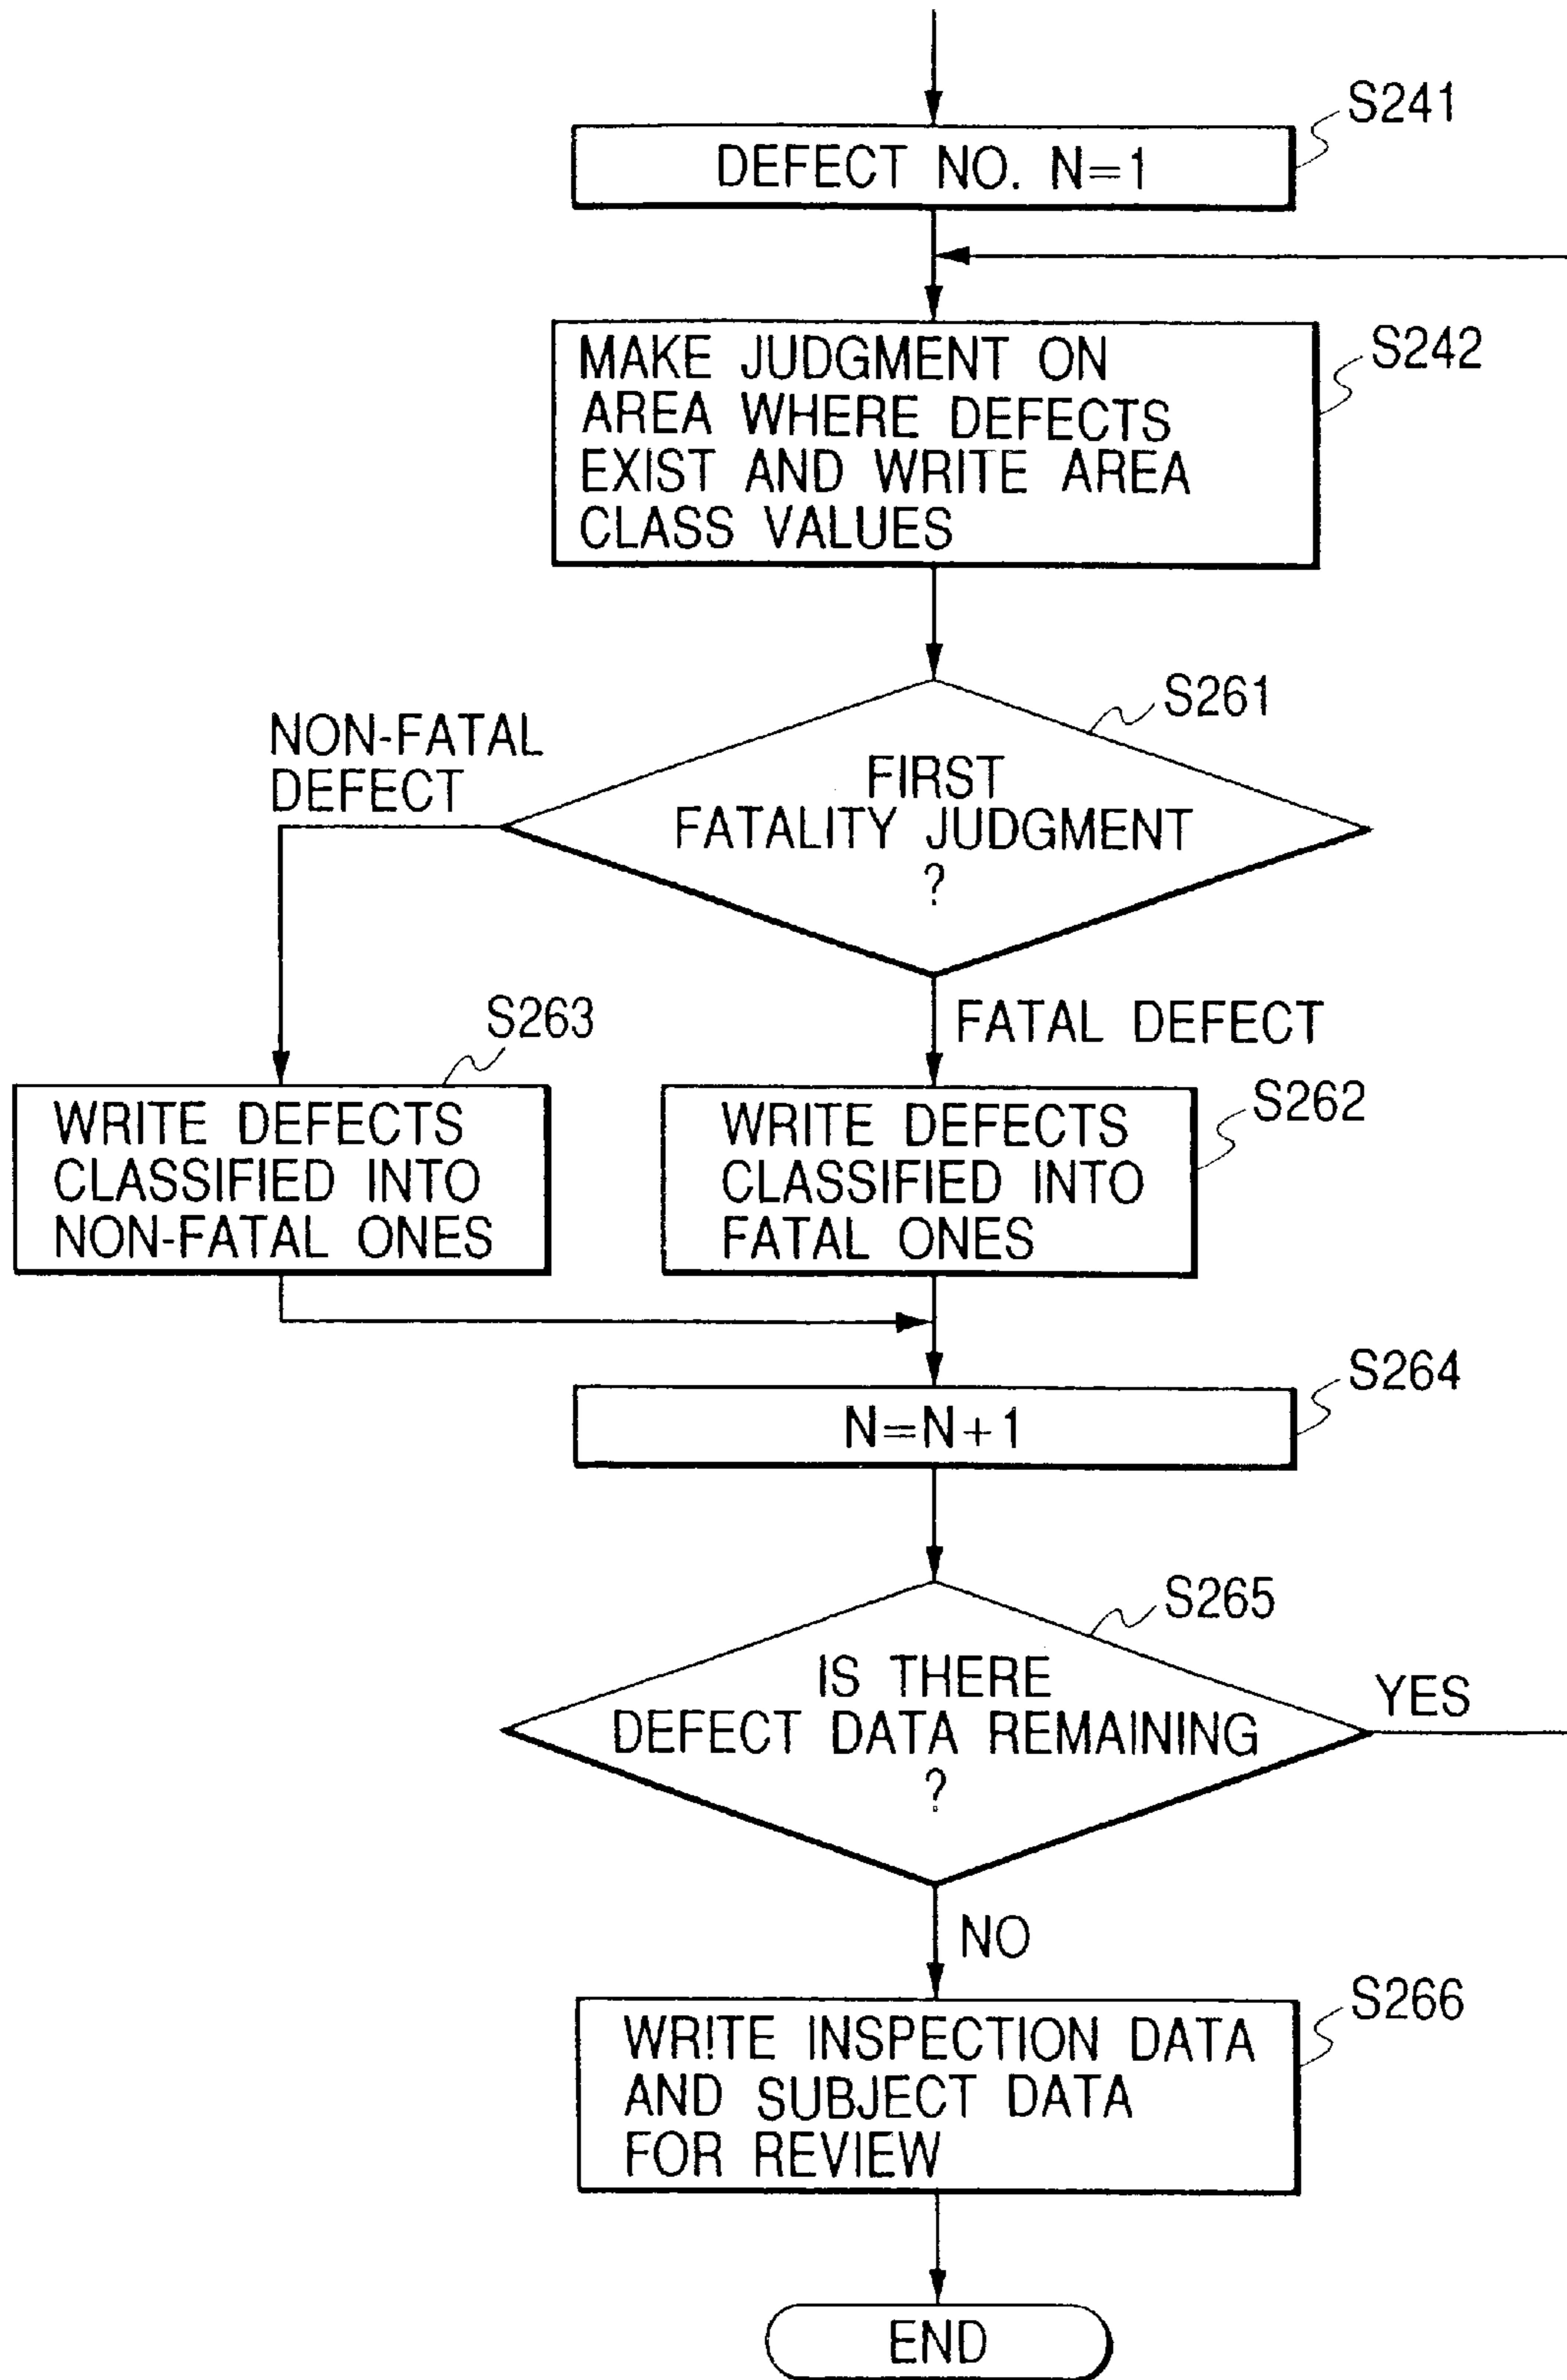 S241
DEFECT NO. N=1
S242
MAKE JUDGMENT ON
AREA WHERE DEFECTS
EXIST AND WRITE AREA
CLASS VALUES
S261
NON-FATAL
DEFECT
FIRST
FATALITY JUDGMENT
?
S263
FATAL DEFECT
S262
WRITE DEFECTS
CLASSIFIED INTO
NON-FATAL ONES
WRITE DEFECTS
CLASSIFIED INTO
FATAL ONES
S264
N=N+1
S265
IS THERE
DEFECT DATA REMAINING
?
YES
NO
S266
WRITE INSPECTION DATA
AND SUBJECT DATA
FOR REVIEW
END